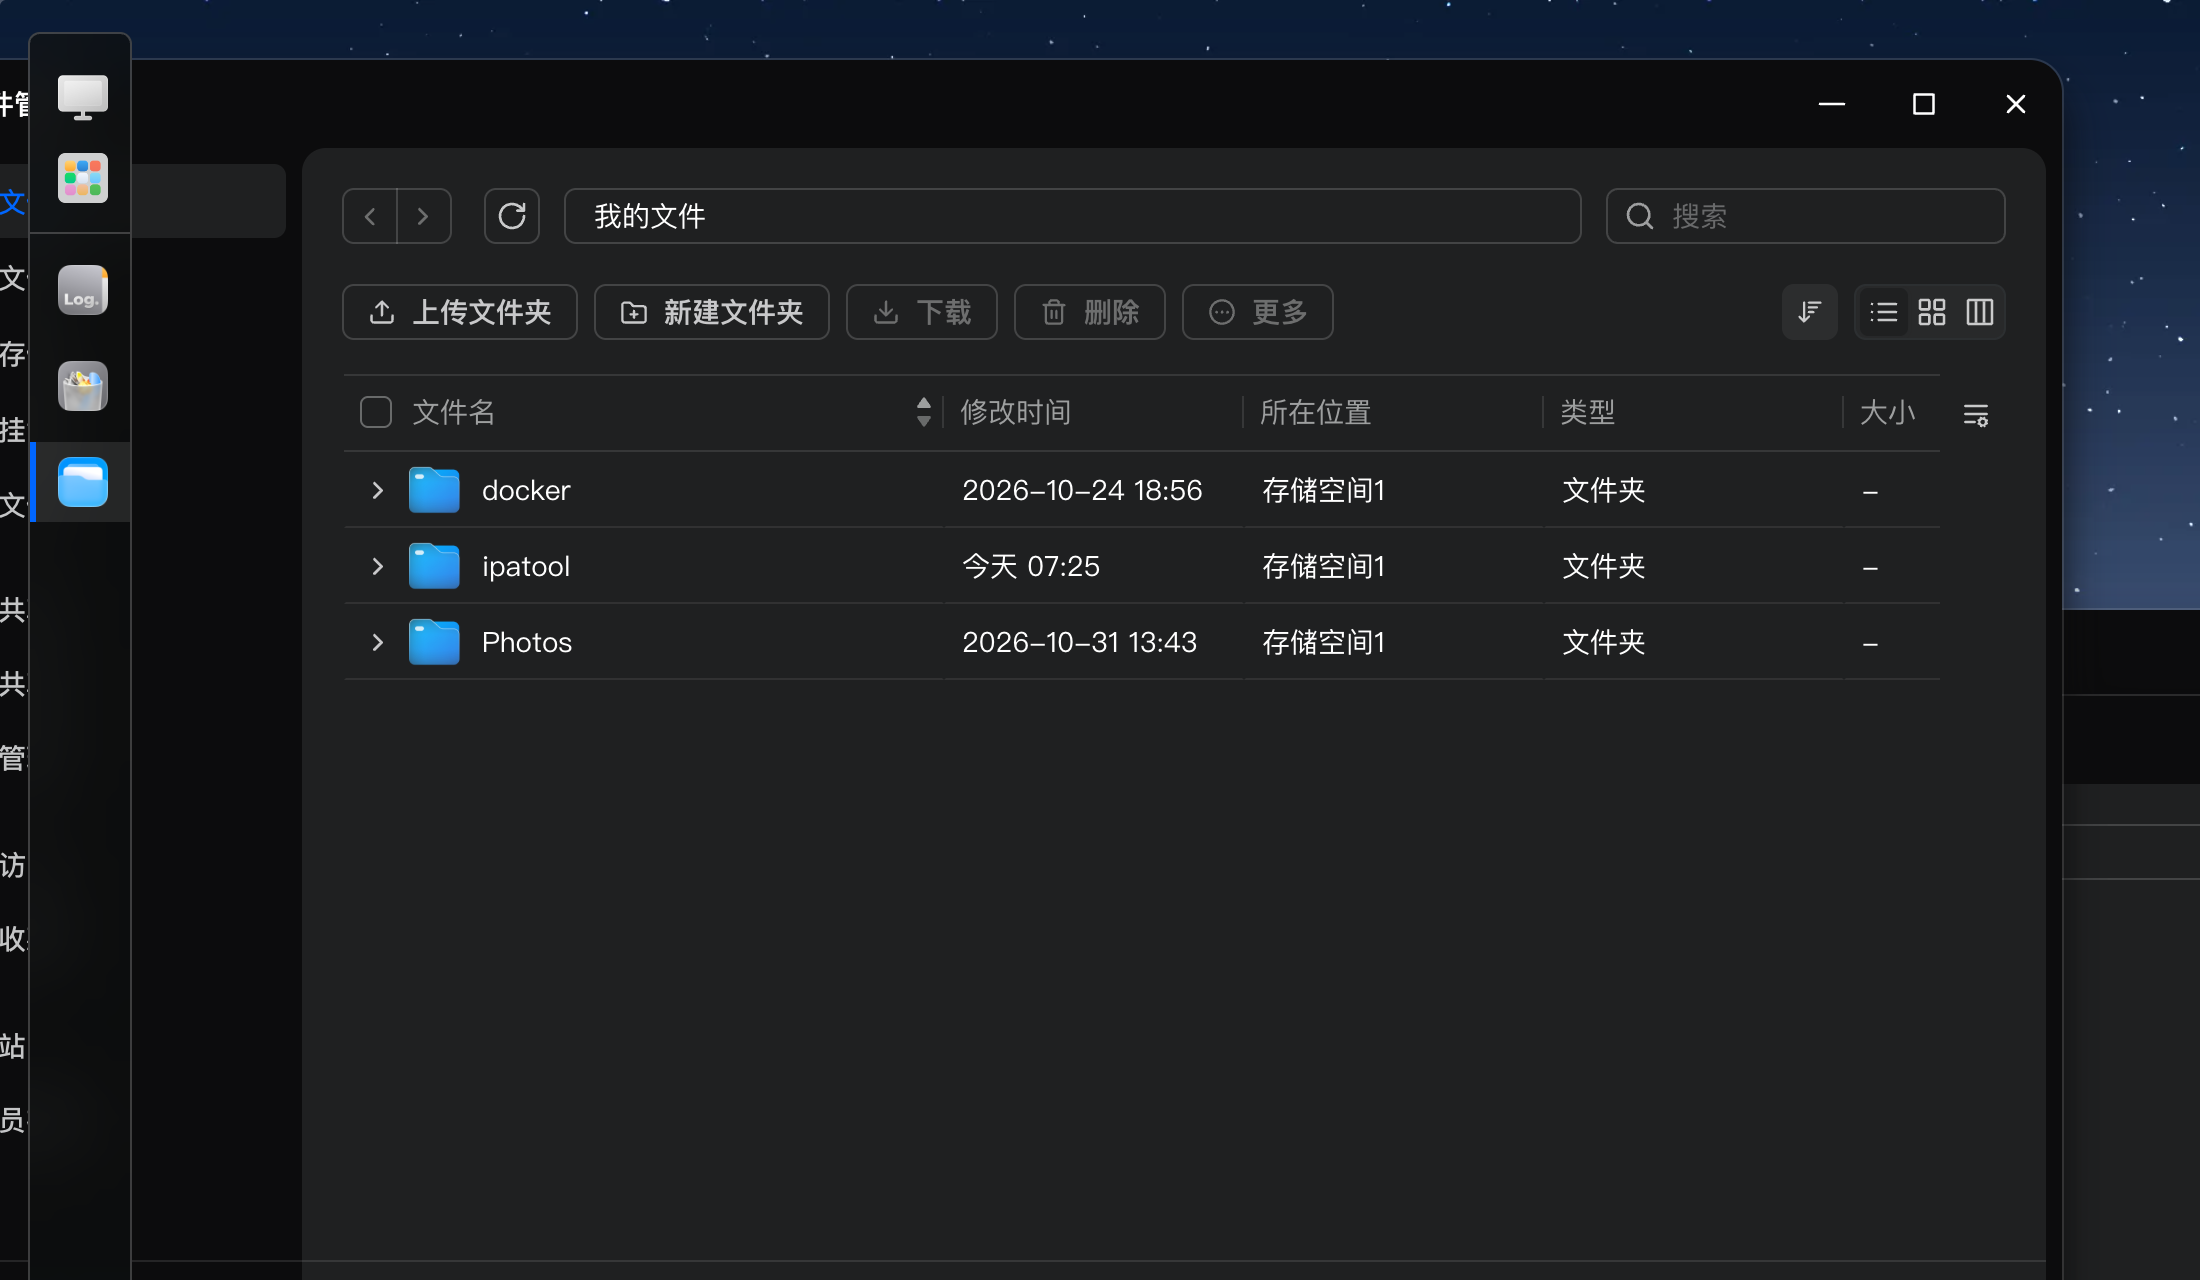 件管
文
文
存
挂
文
共
共
管
访
收
站
员
Log.
我的文件
搜索
上传文件夹 新建文件夹 下载 删除 更多
文件名 修改时间 所在位置 类型 大小
docker 2026-10-24 18:56 存储空间1 文件夹 –
ipatool 今天 07:25 存储空间1 文件夹 –
Photos 2026-10-31 13:43 存储空间1 文件夹 –